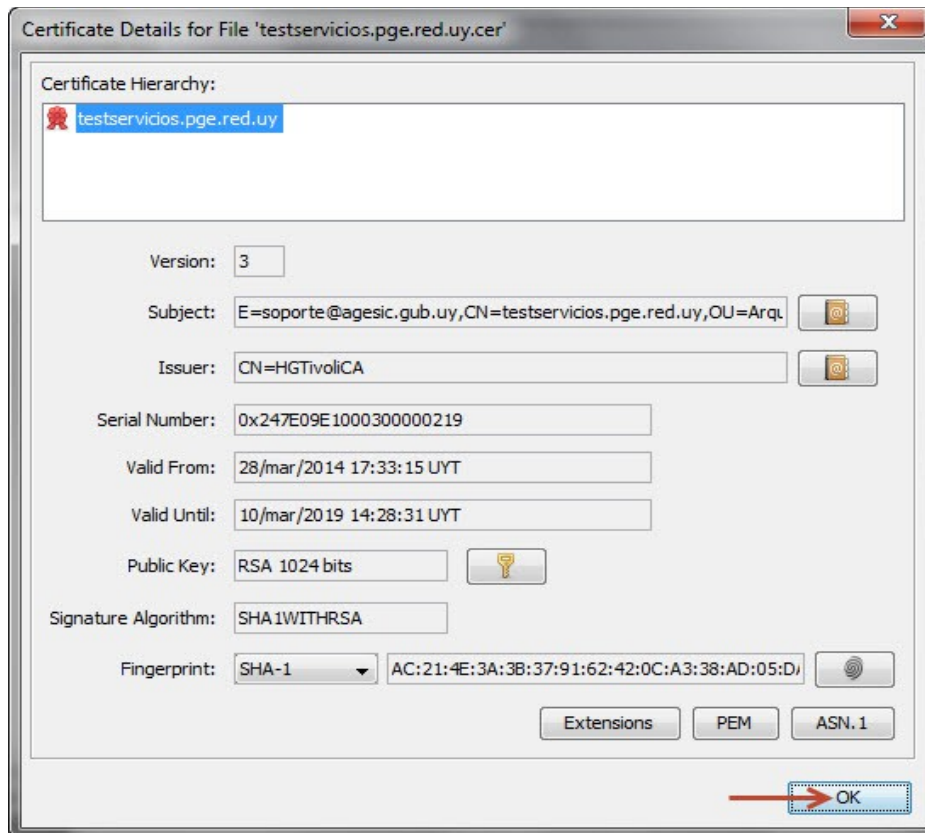 Certificate Details for File 'testservicios.pge.red.uy.cer'
Certificate Hierarchy:
testservicios.pge.red.uy
Version: 3
Subject: E=soporte@agesic.gub.uy,CN=testservicios.pge.red.uy,OU=Arqu
Issuer: CN=HGTivoliCA
Serial Number: 0x247E09E1000300000219
Valid From: 28/mar/2014 17:33:15 UYT
Valid Until: 10/mar/2019 14:28:31 UYT
Public Key: RSA 1024 bits
Signature Algorithm: SHA1WITHRSA
Fingerprint: SHA-1 AC:21:4E:3A:3B:37:91:62:42:0C:A3:38:AD:05:DA
Extensions PEM ASN.1
OK